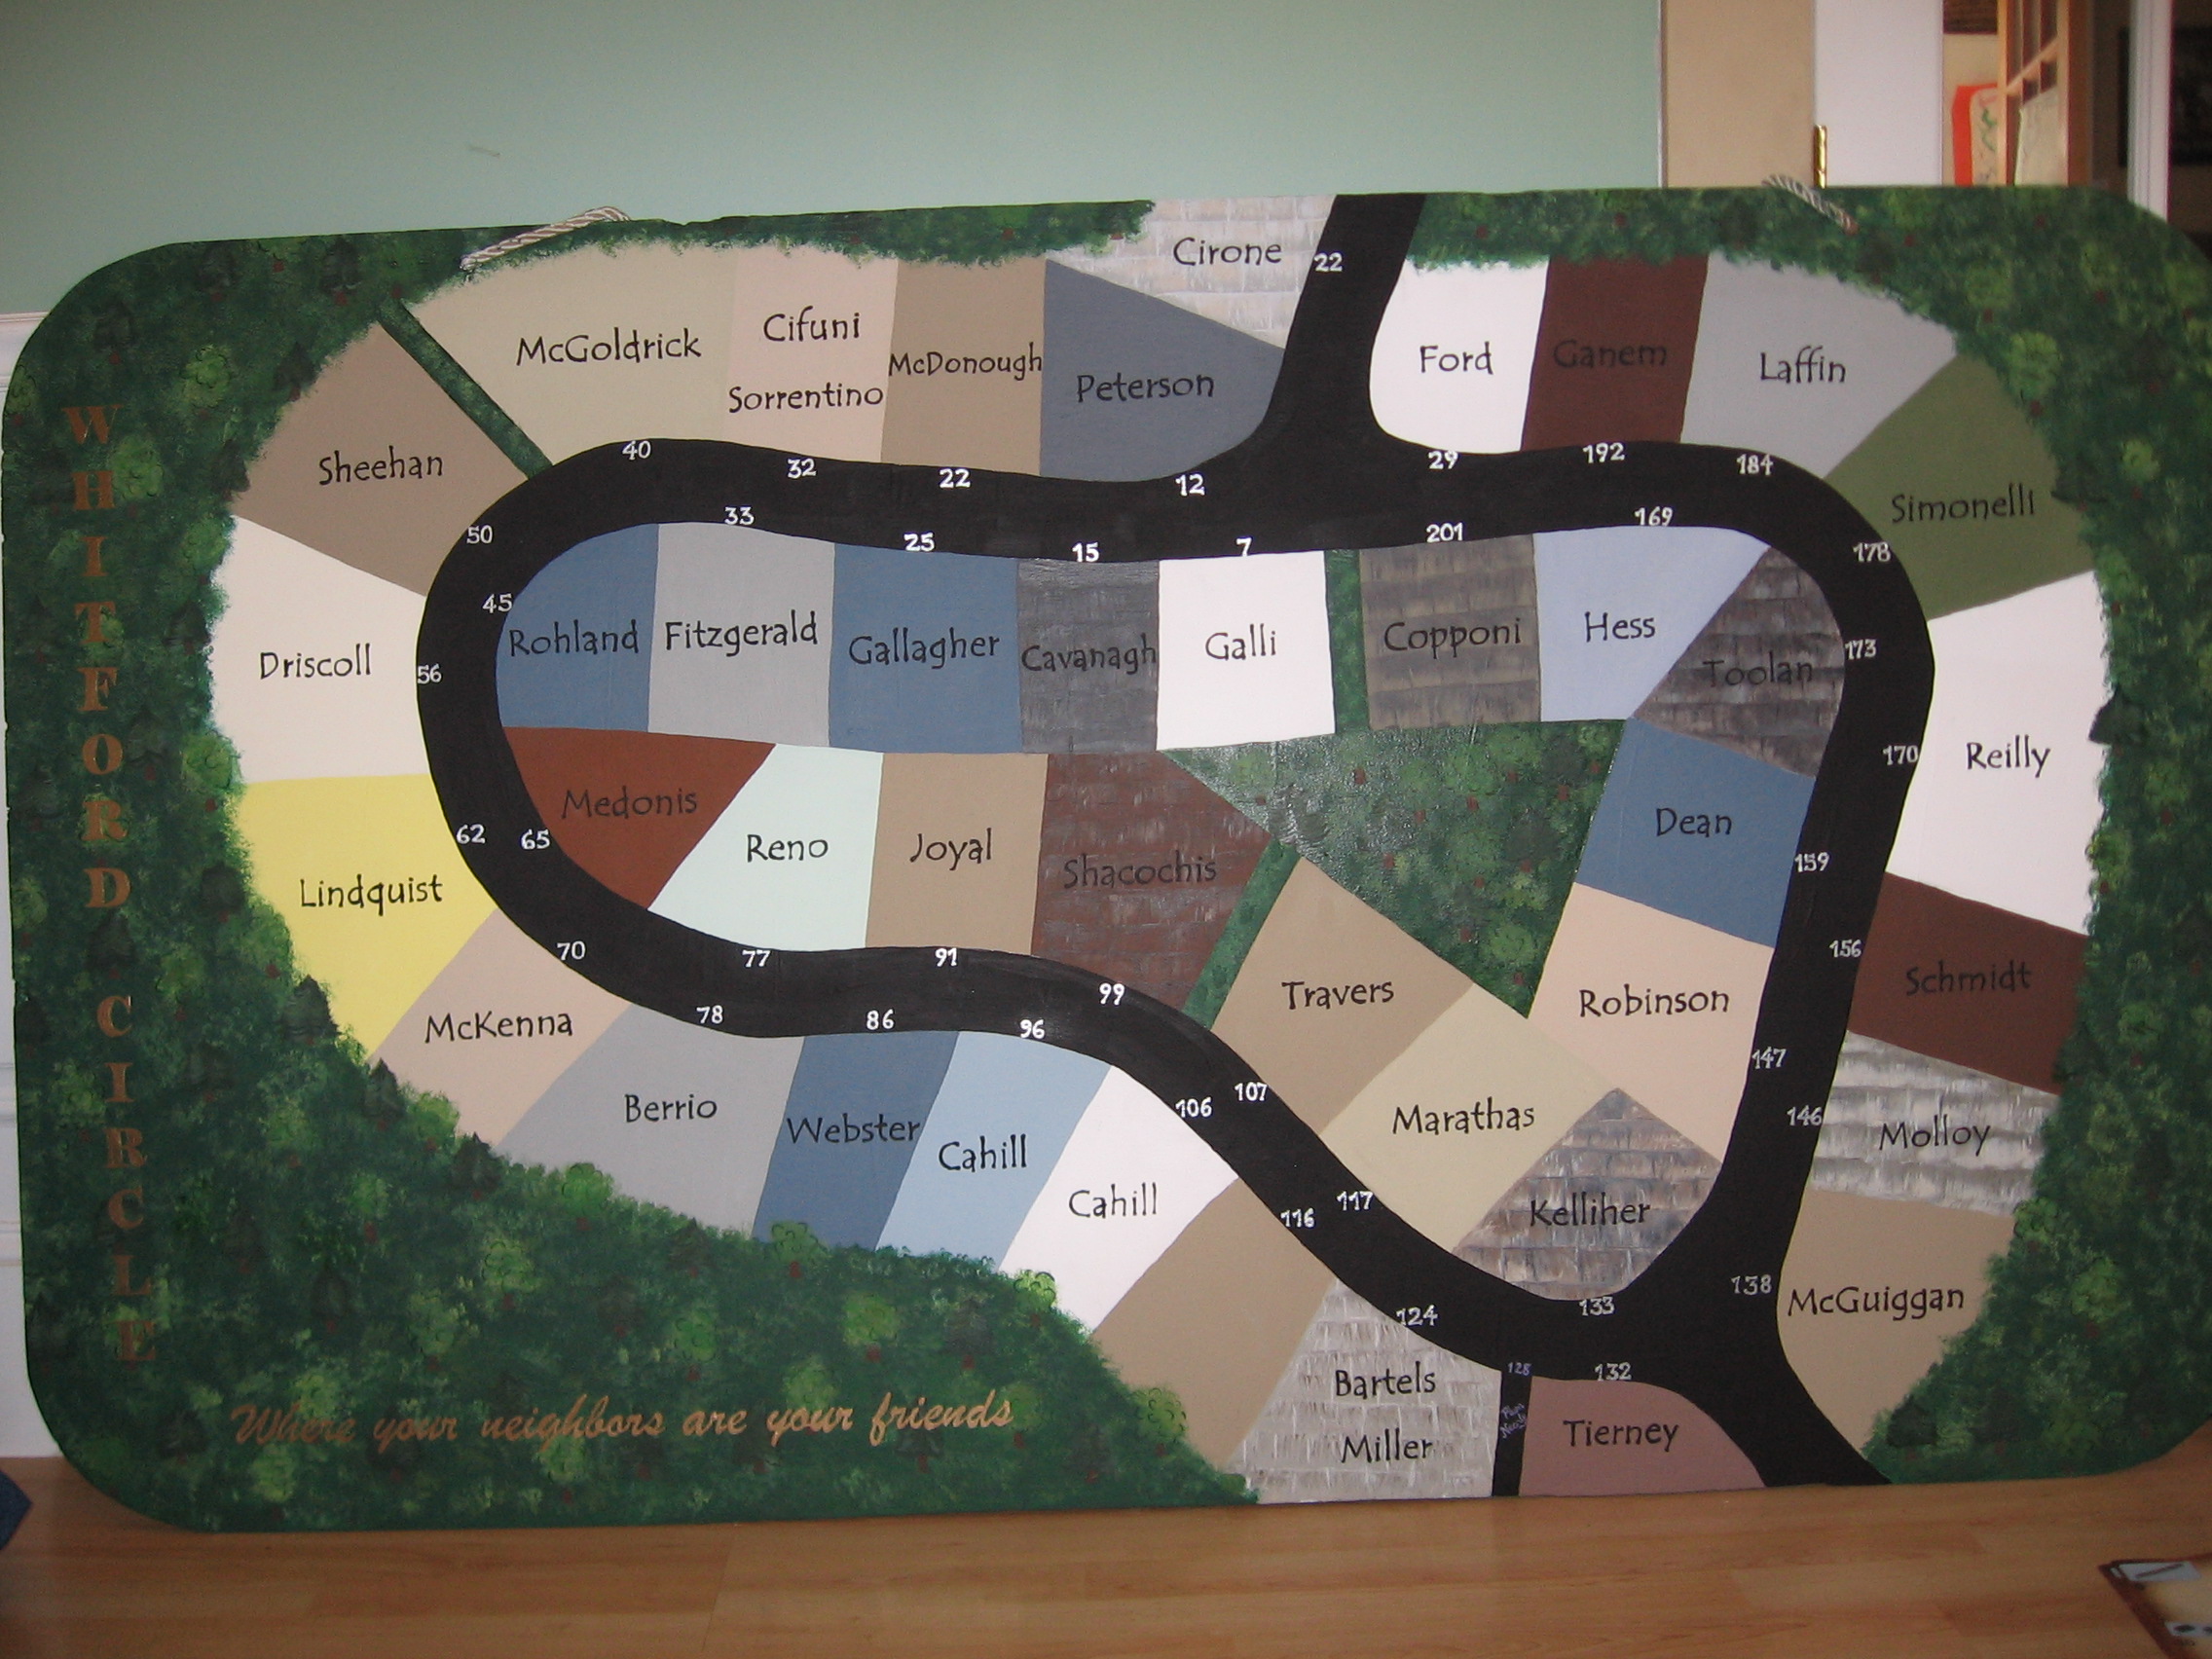 WHITFORD CIRCLE
Cirone
22
McGoldrick
Cifuni
Sorrentino
McDonough
Peterson
Ford
Ganem
Laffin
Sheehan
Simonelli
40
32
22
12
29
192
184
50
33
25
15
7
201
169
178
45
Rohland
Fitzgerald
Gallagher
Cavanagh
Galli
Copponi
Hess
Toolan
173
Driscoll
56
170
Reilly
62
65
Medonis
Reno
Joyal
Shacochis
Dean
159
Lindquist
70
77
91
99
Travers
Robinson
156
Schmidt
McKenna
78
86
96
147
Berrio
Webster
Cahill
Cahill
106
107
Marathas
146
Molloy
116
117
Kelliher
138
McGuiggan
124
133
Bartels
Miller
128
132
Tierney
Where your neighbors are your friends